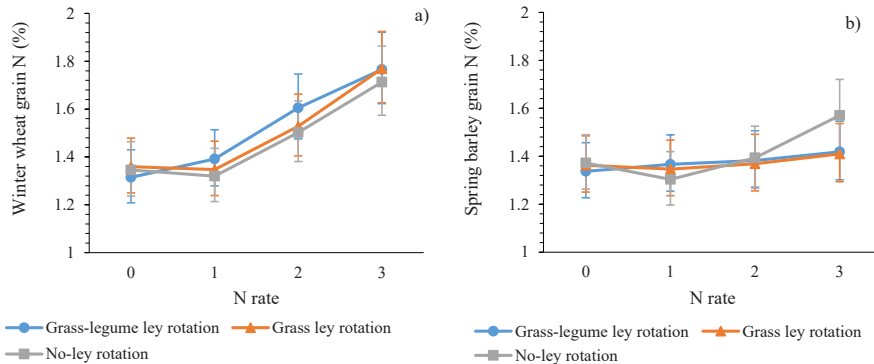 a)
Winter wheat grain N (%)
2
1.8
1.6
1.4
1.2
1
0 1 2 3
N rate
Grass-legume ley rotation Grass ley rotation
No-ley rotation
b)
Spring barley grain N (%)
2
1.8
1.6
1.4
1.2
1
0 1 2 3
N rate
Grass-legume ley rotation Grass ley rotation
No-ley rotation